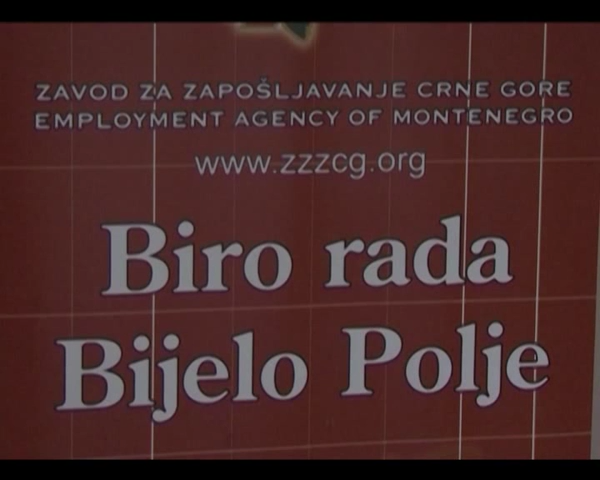 ZAVOD ZA ZAPOŠLJAVANJE CRNE GORE
EMPLOYMENT AGENCY OF MONTENEGRO
www.zzzcg.org
Biro rada
Bijelo Polje